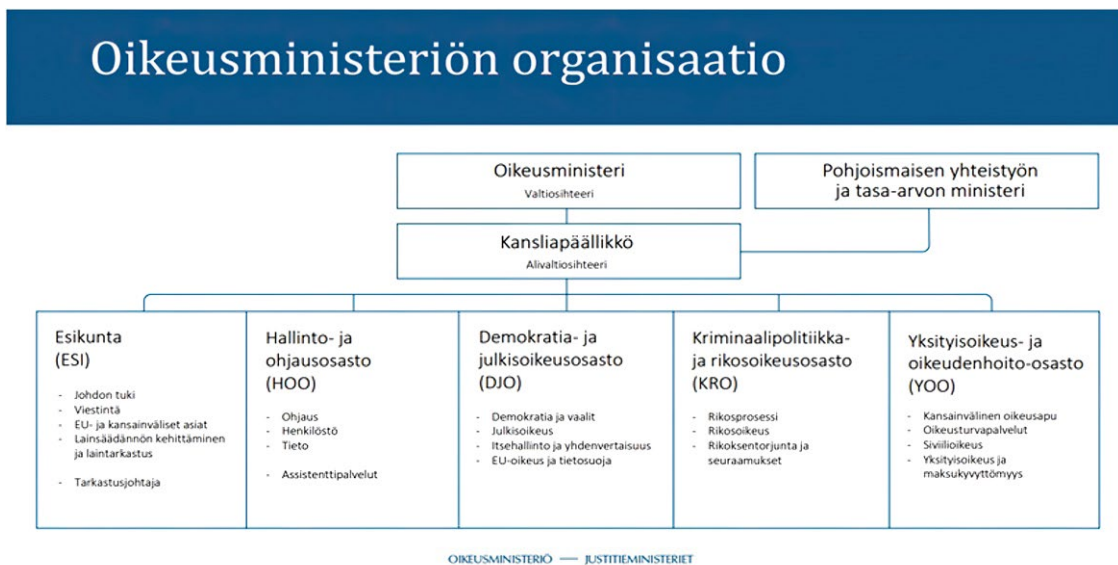 Oikeusministeriön organisaatio
Oikeusministeri
Valtiosihteeri
Pohjoismaisen yhteistyön
ja tasa-arvon ministeri
Kansliapäällikkö
Alivaltiosihteeri
Esikunta
(ESI)
- Johdon tuki
- Viestintä
- EU- ja kansainväliset asiat
- Lainsäädännön kehittäminen
ja laintarkastus
- Tarkastusjohtaja
Hallinto- ja
ohjausosasto
(HOO)
- Ohjaus
- Henkilöstö
- Tieto
- Assistenttipalvelut
Demokratia- ja
julkisoikeusosasto
(DJO)
- Demokratia ja vaalit
- Julkisoikeus
- Itsehallinto ja yhdenvertaisuus
- EU-oikeus ja tietosuoja
Kriminaalipolitiikka-
ja rikosoikeusosasto
(KRO)
- Rikosprosessi
- Rikosoikeus
- Rikoksentorjunta ja
seuraamukset
Yksityisoikeus- ja
oikeudenhoito-osasto
(YOO)
- Kansainvälinen oikeusapu
- Oikeusturvapalvelut
- Siviilioikeus
- Yksityisoikeus ja
maksukyvyttömyys
OIKEUSMINISTERIÖ — JUSTITIEMINISTERIET